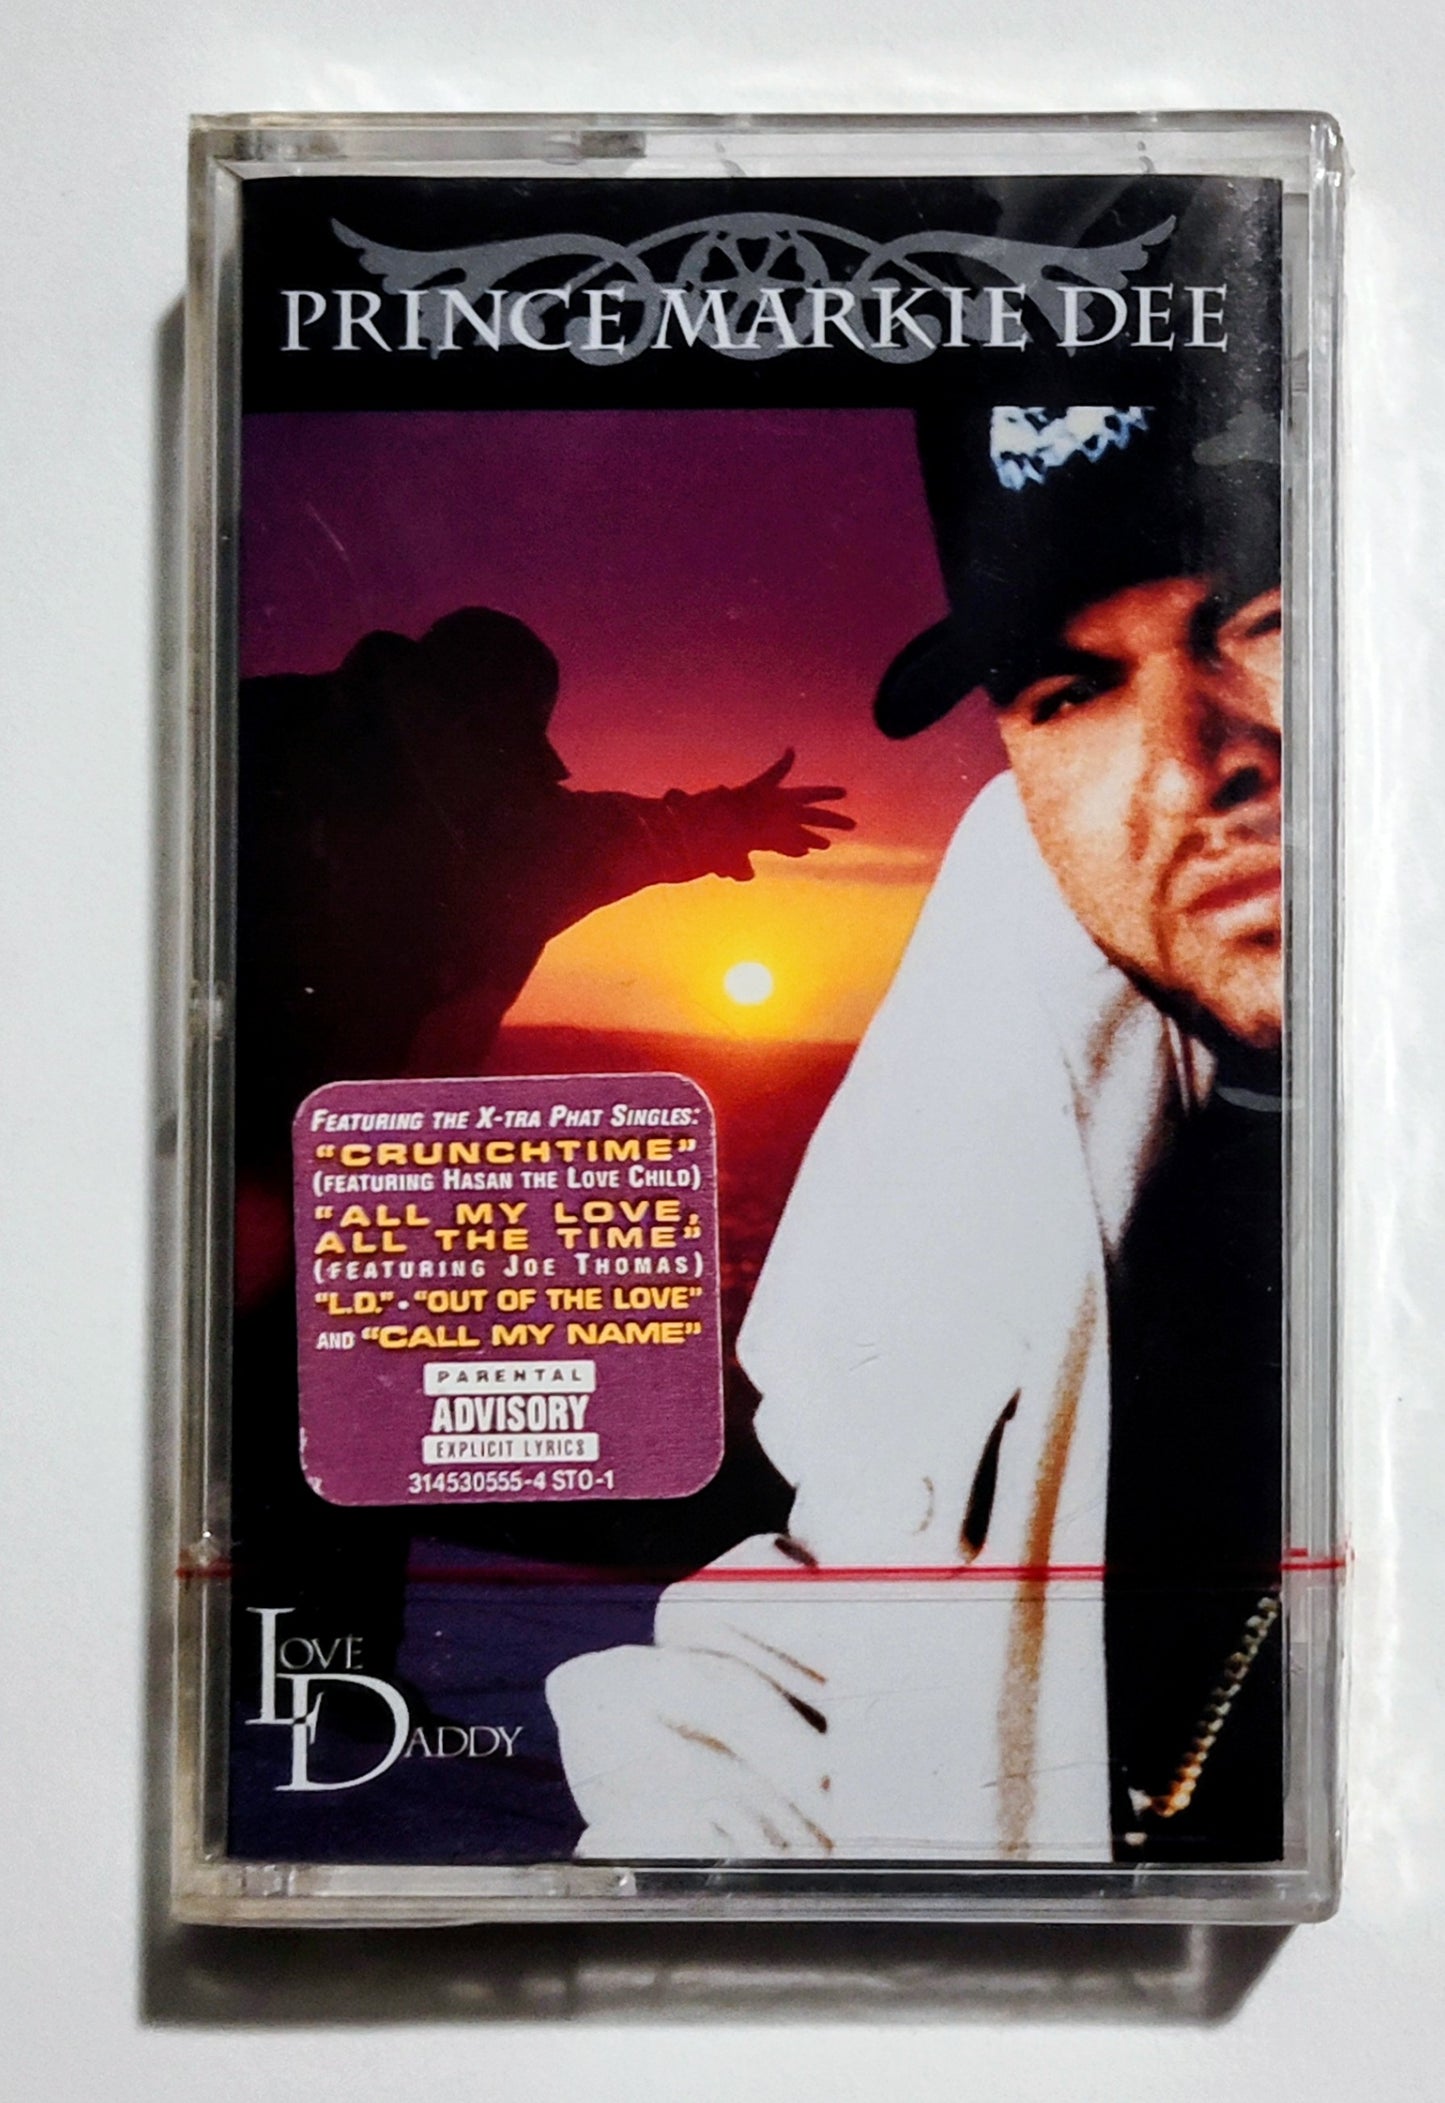 PRINCE MARKIE DEE
FEATURING THE X-TRA PHAT SINGLES:
"CRUNCHTIME"
(FEATURING HASAN THE LOVE CHILD)
"ALL MY LOVE,
ALL THE TIME"
(FEATURING JOE THOMAS)
"L.D." • "OUT OF THE LOVE"
AND "CALL MY NAME"
PARENTAL
ADVISORY
EXPLICIT LYRICS
314530555-4 STO-1
LOVE
DADDY